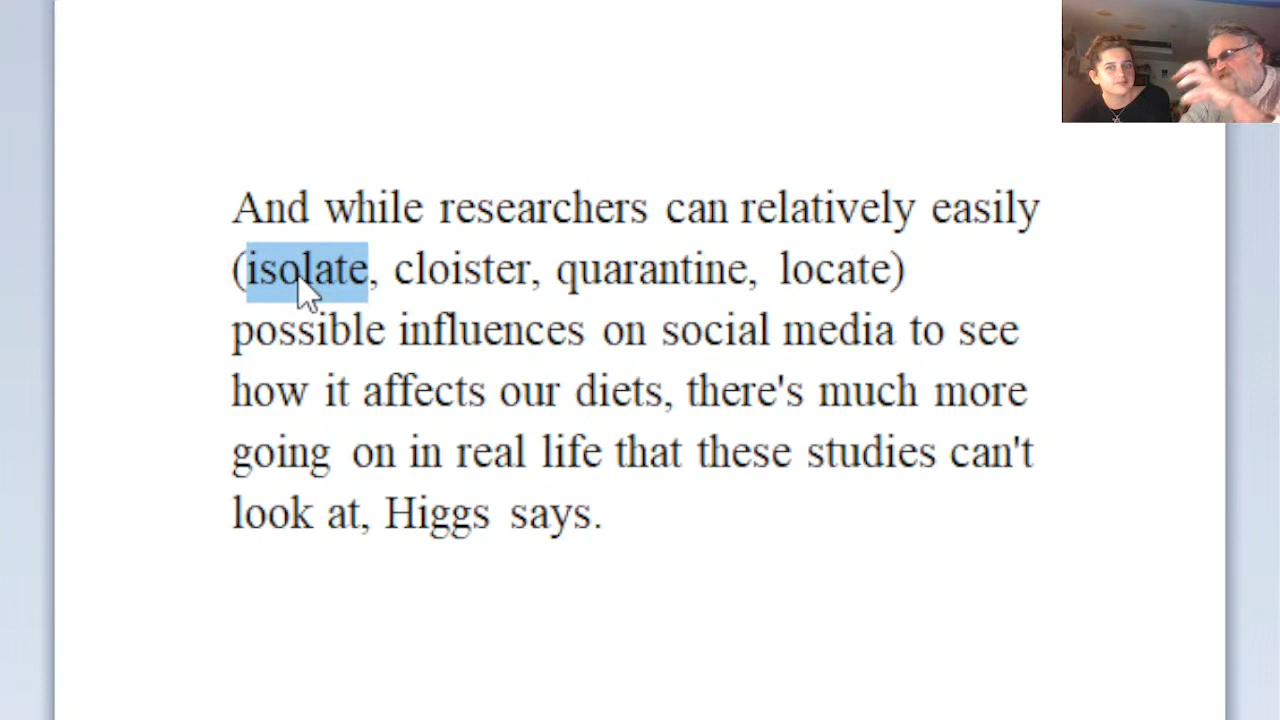 And while researchers can relatively easily
(isolate, cloister, quarantine, locate)
possible influences on social media to see
how it affects our diets, there's much more
going on in real life that these studies can't
look at, Higgs says.